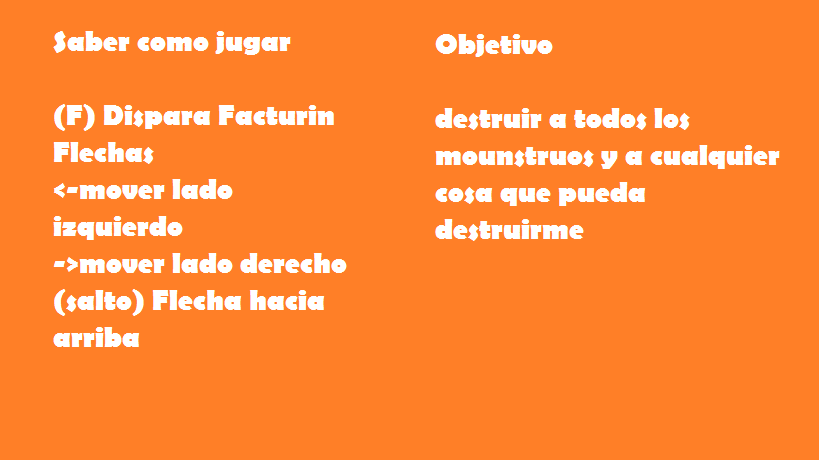 Saber como jugar
(F) Dispara Facturin
Flechas
<-mover lado
izquierdo
->mover lado derecho
(salto) Flecha hacia
arriba
Objetivo
destruir a todos los
mounstruos y a cualquier
cosa que pueda
destruirme